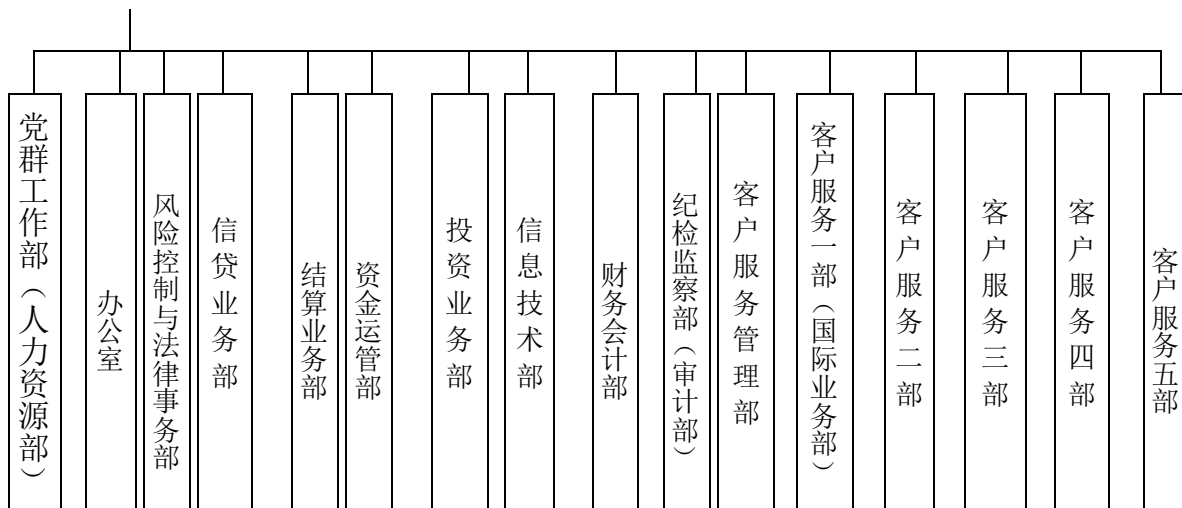 党群工作部（人力资源部）
办公室
风险控制与法律事务部
信贷业务部
结算业务部
资金运管部
投资业务部
信息技术部
财务会计部
纪检监察部（审计部）
客户服务管理部
客户服务一部（国际业务部）
客户服务二部
客户服务三部
客户服务四部
客户服务五部